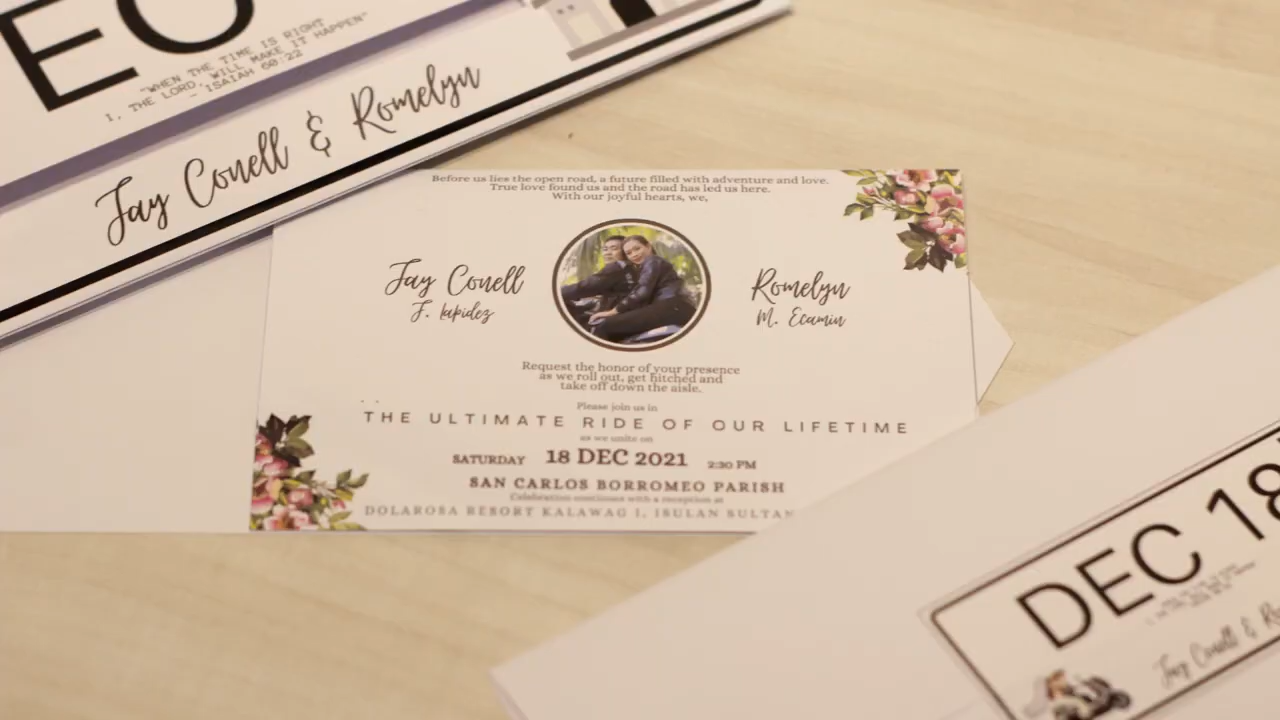 EC
"WHEN THE TIME IS RIGHT
I, THE LORD, WILL MAKE IT HAPPEN"
- ISAIAH 60:22
Jay Conell & Romelyn
Before us lies the open road, a future filled with adventure and love.
True love found us and the road has led us here.
With our joyful hearts, we,
Jay Conell
F. Lapidez
Romelyn
M. Ecamin
Request the honor of your presence
as we roll out, get hitched and
take off down the aisle.
Please join us in
THE ULTIMATE RIDE OF OUR LIFETIME
as we unite on
SATURDAY 18 DEC 2021 2:30 PM
SAN CARLOS BORROMEO PARISH
Celebration continues with a reception at
DOLAROSA RESORT KALAWAG I, ISULAN SULTAN
DEC 18
Jay Conell & Ro